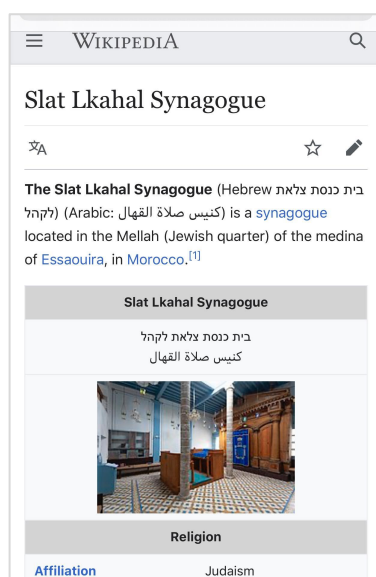 WIKIPEDIA
Slat Lkahal Synagogue
文A
The Slat Lkahal Synagogue (Hebrew בית כנסת צלאת
לקהל) (Arabic: كنيس صلاة القهال) is a synagogue
located in the Mellah (Jewish quarter) of the medina
of Essaouira, in Morocco.[1]
Slat Lkahal Synagogue
בית כנסת צלאת לקהל
كنيس صلاة القهال
Religion
Affiliation Judaism